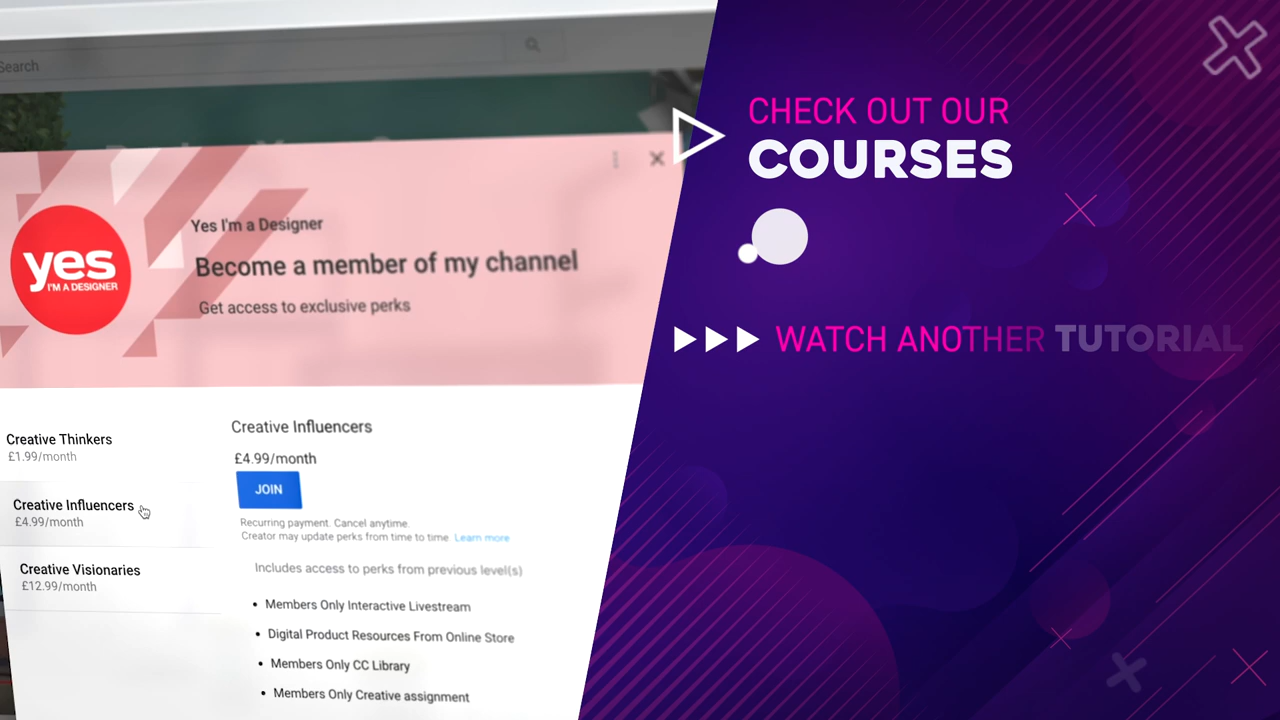 Search
yes
I'M A DESIGNER
Yes I'm a Designer
Become a member of my channel
Get access to exclusive perks
Creative Thinkers
£1.99/month
Creative Influencers
£4.99/month
Creative Visionaries
£12.99/month
Creative Influencers
£4.99/month
JOIN
Recurring payment. Cancel anytime.
Creator may update perks from time to time. Learn more
Includes access to perks from previous level(s)
• Members Only Interactive Livestream
• Digital Product Resources From Online Store
• Members Only CC Library
• Members Only Creative assignment
CHECK OUT OUR
COURSES
WATCH ANOTHER TUTORIAL